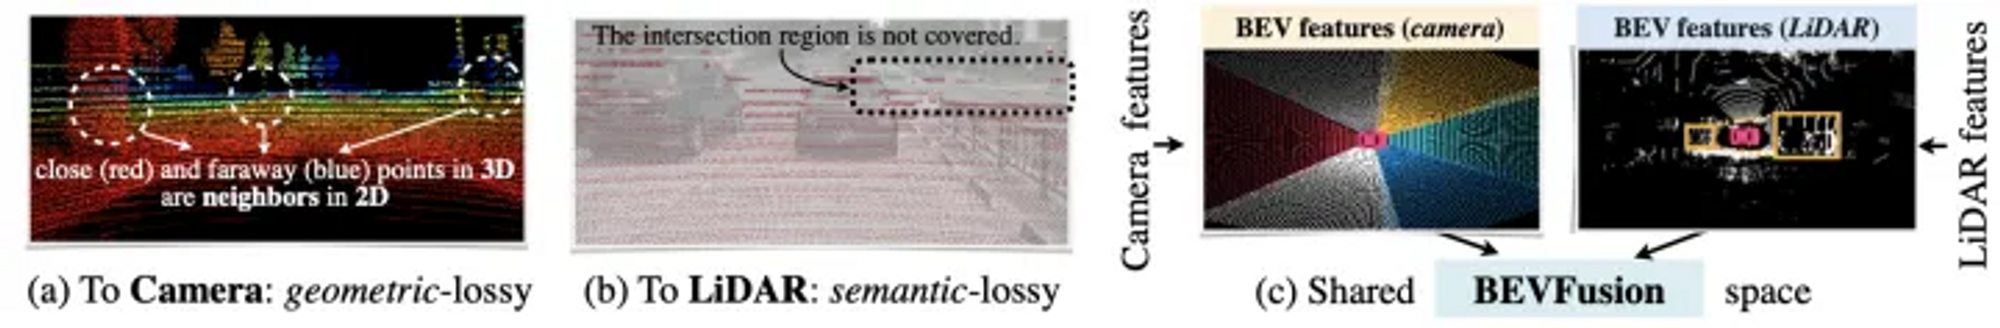 close (red) and faraway (blue) points in 3D
are neighbors in 2D
(a) To Camera: geometric-lossy
The intersection region is not covered.
(b) To LiDAR: semantic-lossy
Camera features
BEV features (camera)
BEV features (LiDAR)
LiDAR features
(c) Shared BEVFusion space